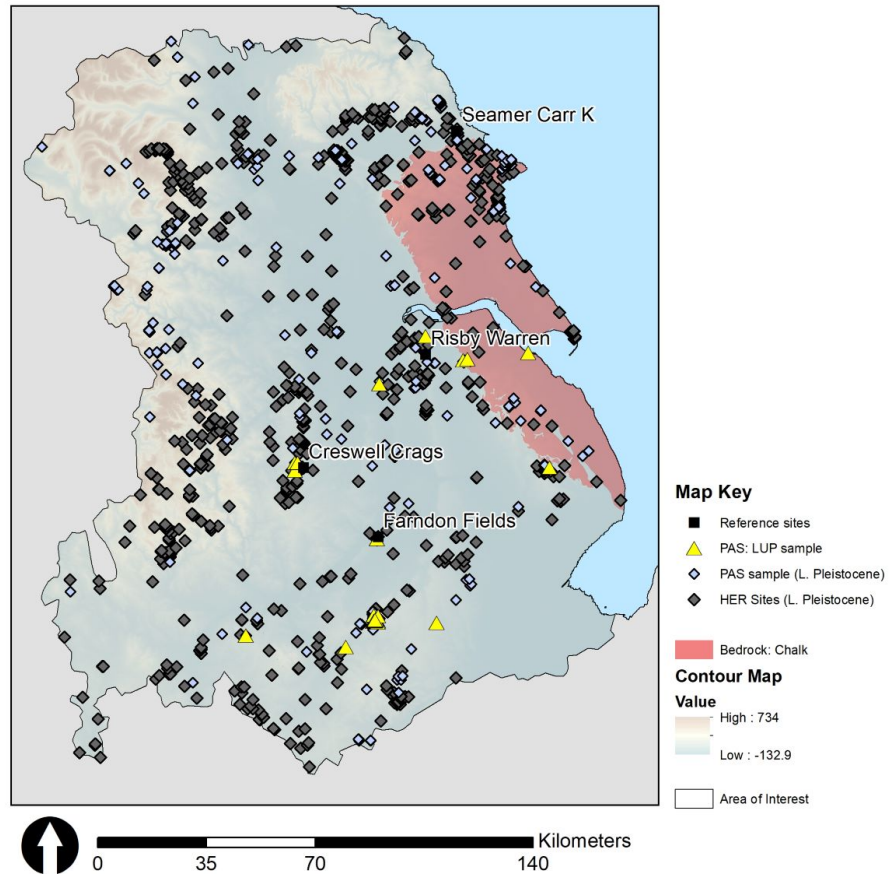 Seamer Carr K
Risby Warren
Creswell Crags
Farndon Fields
Map Key
Reference sites
PAS: LUP sample
PAS sample (L. Pleistocene)
HER Sites (L. Pleistocene)
Bedrock: Chalk
Contour Map
Value
High : 734
Low : -132.9
Area of Interest
Kilometers
0 35 70 140